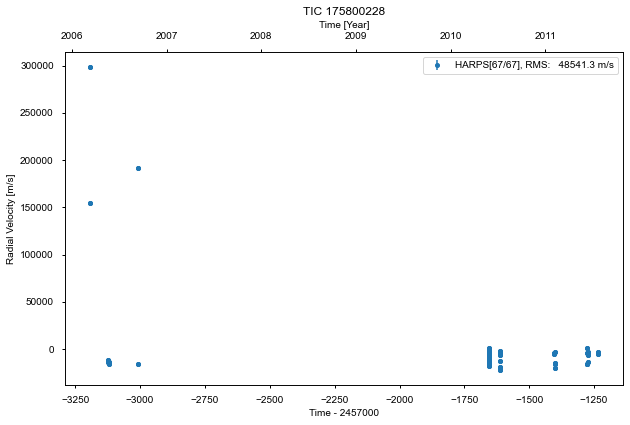 TIC 175800228
Time [Year]
2006 2007 2008 2009 2010 2011
HARPS[67/67], RMS: 48541.3 m/s
300000
250000
200000
150000
100000
50000
0
Radial Velocity [m/s]
−3250 −3000 −2750 −2500 −2250 −2000 −1750 −1500 −1250
Time - 2457000